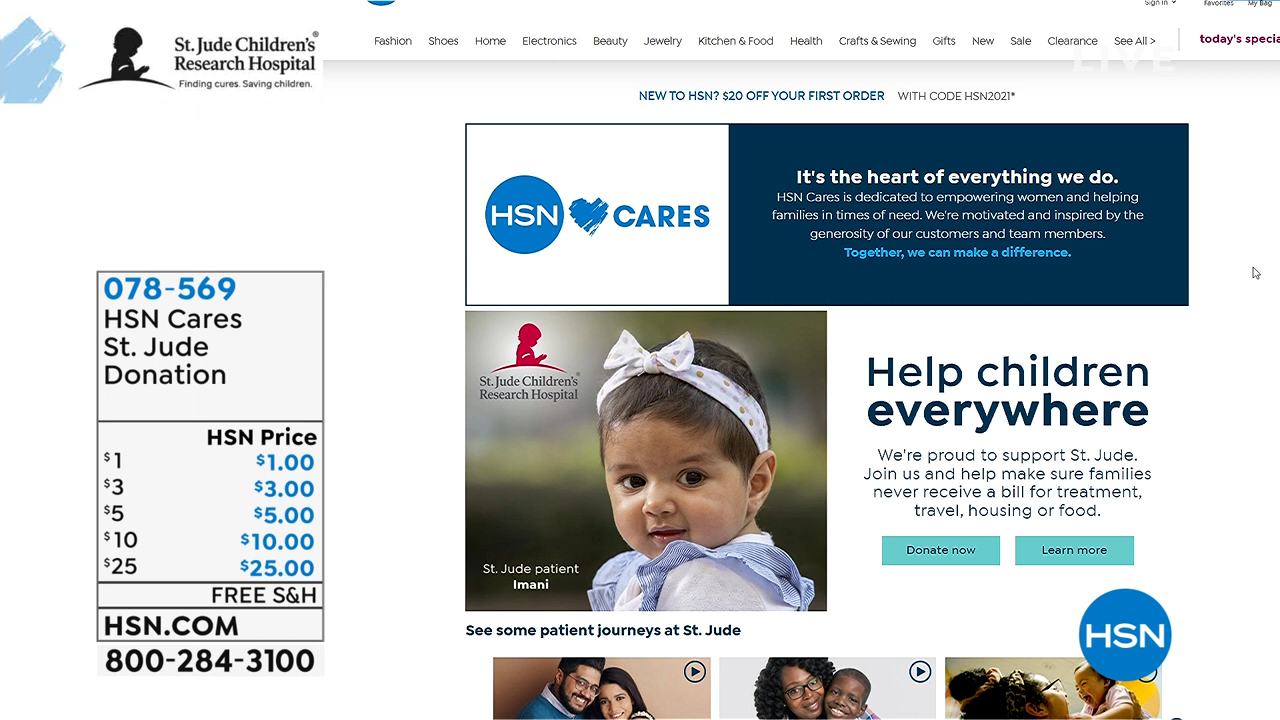 St. Jude Children's®
Research Hospital
Finding cures. Saving children.
Sign In
Favorites
My Bag
Fashion Shoes Home Electronics Beauty Jewelry Kitchen & Food Health Crafts & Sewing Gifts New Sale Clearance See All >
today's specia
LIVE
NEW TO HSN? $20 OFF YOUR FIRST ORDER WITH CODE HSN2021*
HSN CARES
It's the heart of everything we do.
HSN Cares is dedicated to empowering women and helping
families in times of need. We're motivated and inspired by the
generosity of our customers and team members.
Together, we can make a difference.
078-569
HSN Cares
St. Jude
Donation
HSN Price
$1 $1.00
$3 $3.00
$5 $5.00
$10 $10.00
$25 $25.00
FREE S&H
HSN.COM
800-284-3100
St. Jude Children's®
Research Hospital
St. Jude patient
Imani
Help children
everywhere
We're proud to support St. Jude.
Join us and help make sure families
never receive a bill for treatment,
travel, housing or food.
Donate now Learn more
See some patient journeys at St. Jude
HSN